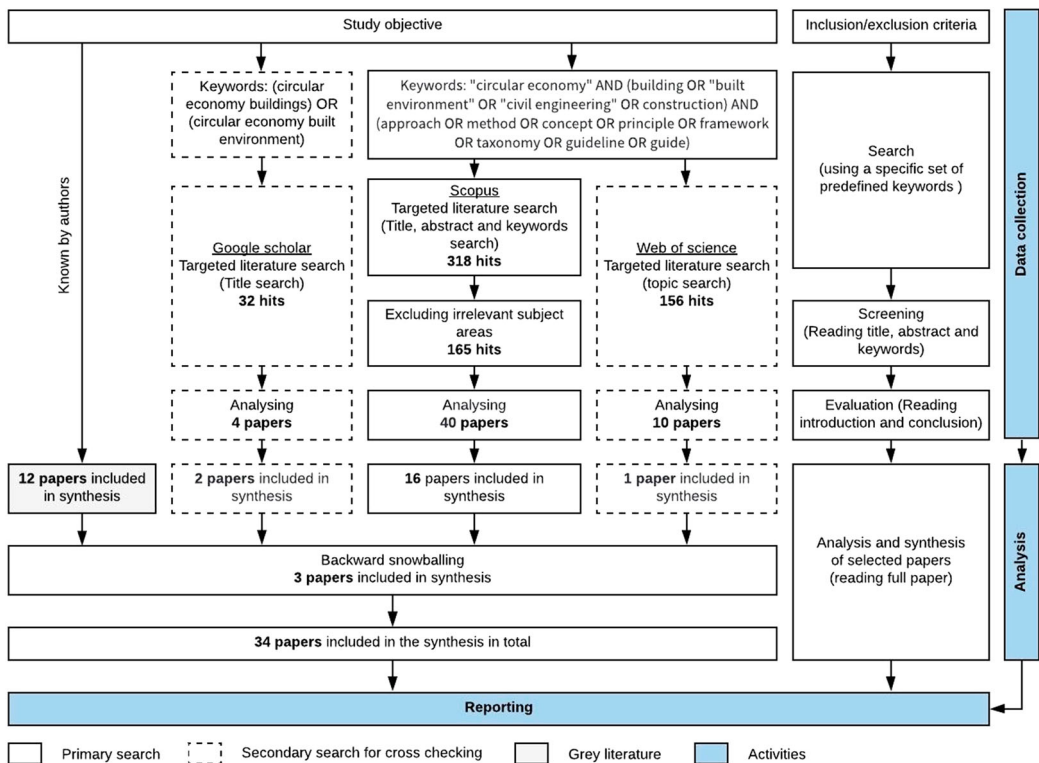 Study objective
Inclusion/exclusion criteria
Keywords: (circular
economy buildings) OR
(circular economy built
environment)
Keywords: "circular economy" AND (building OR "built
environment" OR "civil engineering" OR construction) AND
(approach OR method OR concept OR principle OR framework
OR taxonomy OR guideline OR guide)
Search
(using a specific set of
predefined keywords )
Data collection
Known by authors
Google scholar
Targeted literature search
(Title search)
32 hits
Scopus
Targeted literature search
(Title, abstract and keywords
search)
318 hits
Web of science
Targeted literature search
(topic search)
156 hits
Excluding irrelevant subject
areas
165 hits
Screening
(Reading title, abstract and
keywords)
Analysing
4 papers
Analysing
40 papers
Analysing
10 papers
Evaluation (Reading
introduction and conclusion)
12 papers included
in synthesis
2 papers included in
synthesis
16 papers included in
synthesis
1 paper included in
synthesis
Analysis and synthesis
of selected papers
(reading full paper)
Analysis
Backward snowballing
3 papers included in synthesis
34 papers included in the synthesis in total
Reporting
Primary search
Secondary search for cross checking
Grey literature
Activities